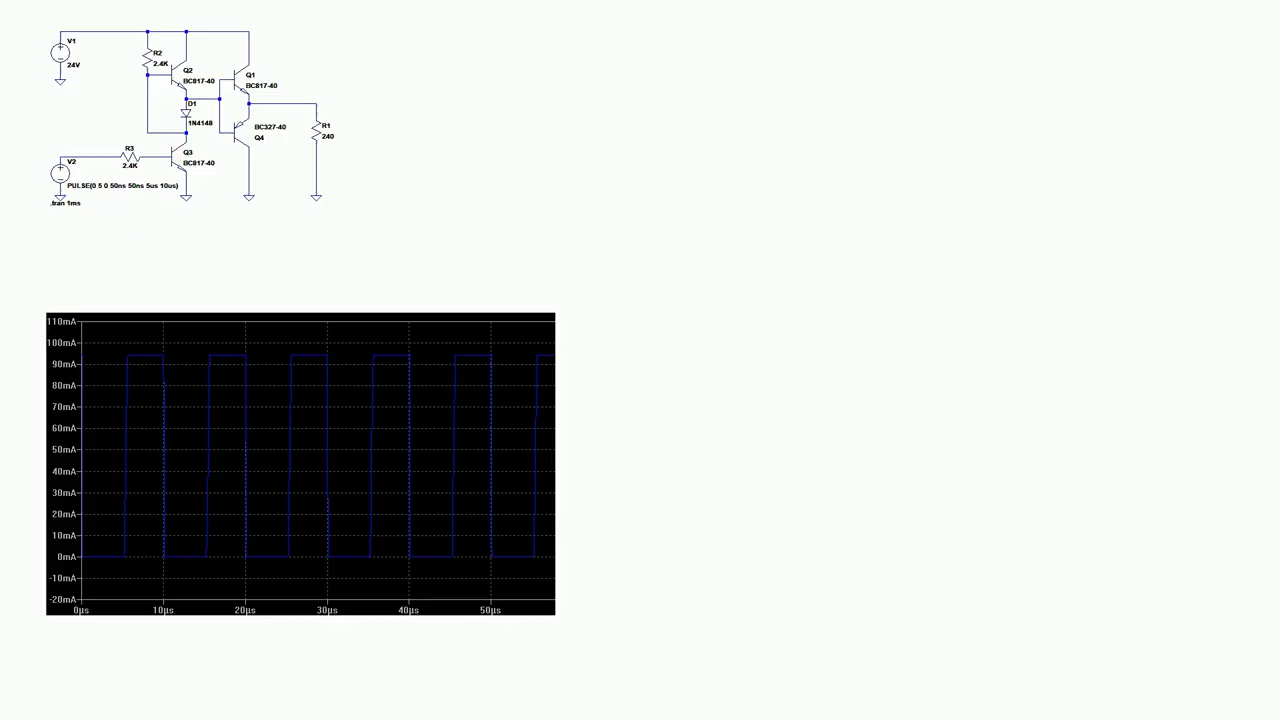 V1
24V
R2
2.4K
Q2
BC817-40
Q1
BC817-40
D1
1N4148
BC327-40
Q4
R1
240
R3
2.4K
Q3
BC817-40
V2
PULSE(0 5 0 50ns 50ns 5us 10us)
.tran 1ms
110mA
100mA
90mA
80mA
70mA
60mA
50mA
40mA
30mA
20mA
10mA
0mA
-10mA
-20mA
0µs 10µs 20µs 30µs 40µs 50µs